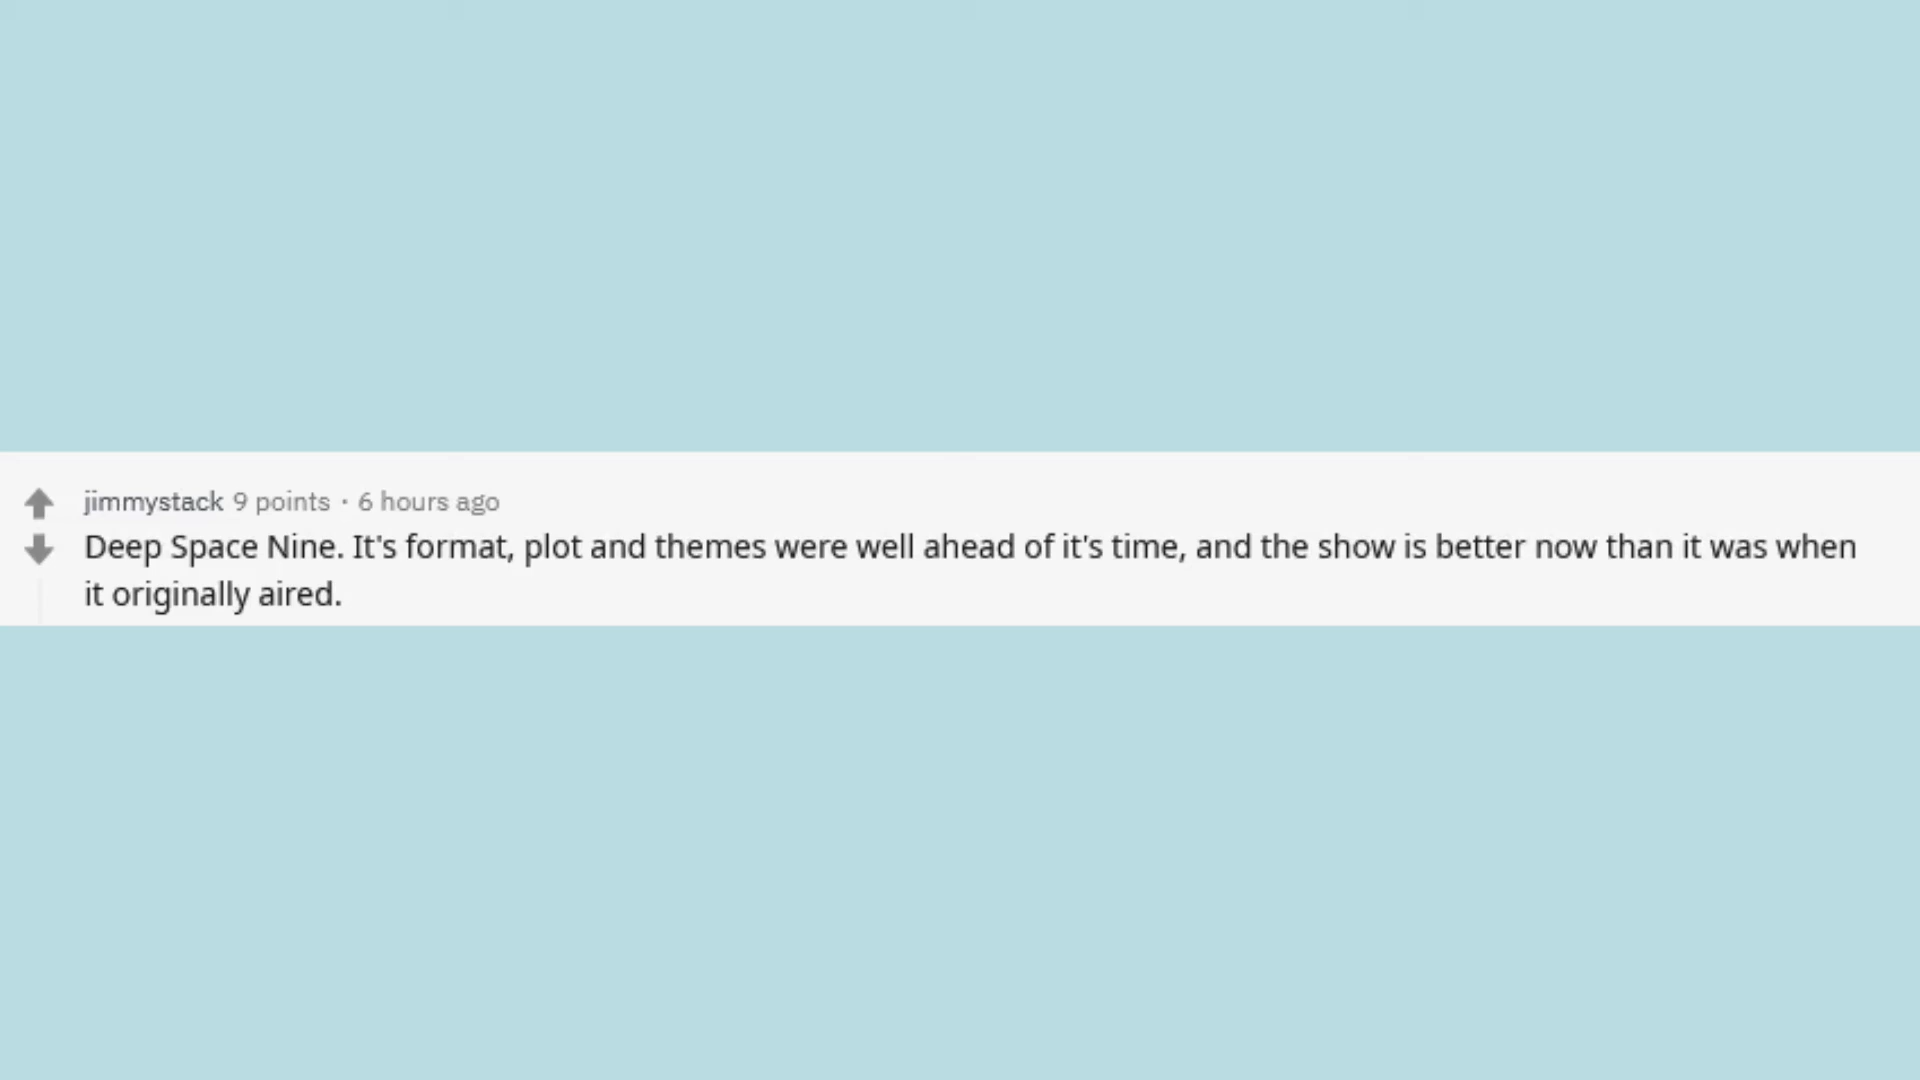 jimmystack 9 points · 6 hours ago
Deep Space Nine. It's format, plot and themes were well ahead of it's time, and the show is better now than it was when
it originally aired.